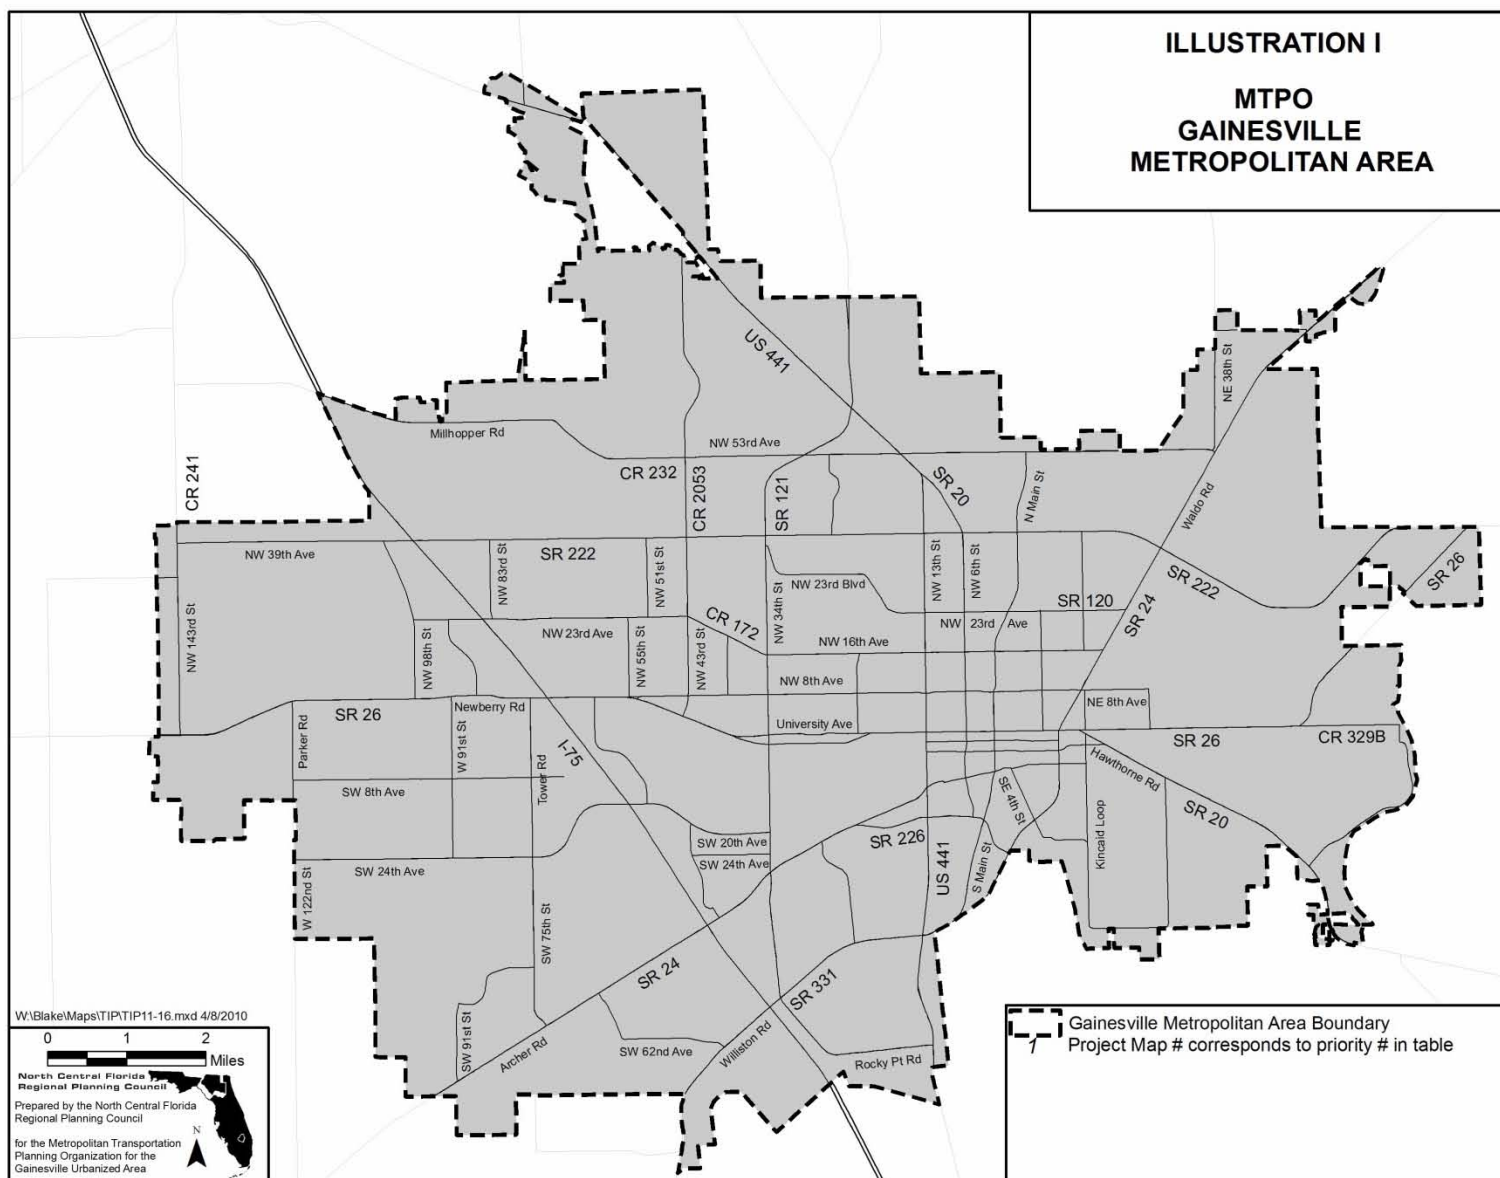 ILLUSTRATION I
MTPO
GAINESVILLE
METROPOLITAN AREA
US 441
NE 38th St
Millhopper Rd
NW 53rd Ave
CR 241
CR 232
CR 2053
SR 121
SR 20
N Main St
Waldo Rd
NW 39th Ave
NW 83rd St
SR 222
NW 51st St
NW 23rd Blvd
NW 13th St
NW 6th St
SR 120
SR 24
SR 222
SR 26
NW 143rd St
NW 98th St
NW 23rd Ave
NW 55th St
NW 43rd St
CR 172
NW 34th St
NW 16th Ave
NW 23rd Ave
NW 8th Ave
NE 8th Ave
Parker Rd
SR 26
Newberry Rd
W 91st St
Tower Rd
I-75
University Ave
SR 26
CR 329B
Hawthorne Rd
SW 8th Ave
SE 4th St
Kincaid Loop
SR 20
SW 20th Ave
SW 24th Ave
SR 226
US 441
S Main St
W 122nd St
SW 24th Ave
SW 75th St
SR 24
SR 331
SW 91st St
Archer Rd
SW 62nd Ave
Williston Rd
Rocky Pt Rd
W:\Blake\Maps\TIP\TIP11-16.mxd 4/8/2010
0 1 2
Miles
North Central Florida
Regional Planning Council
Prepared by the North Central Florida
Regional Planning Council
N
for the Metropolitan Transportation
Planning Organization for the
Gainesville Urbanized Area
Gainesville Metropolitan Area Boundary
1 Project Map # corresponds to priority # in table